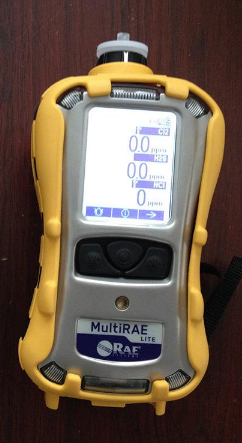 Cl2
0.0
ppm
H2S
0.0
ppm
HCl
0
ppm
MultiRAE
LITE
RAE